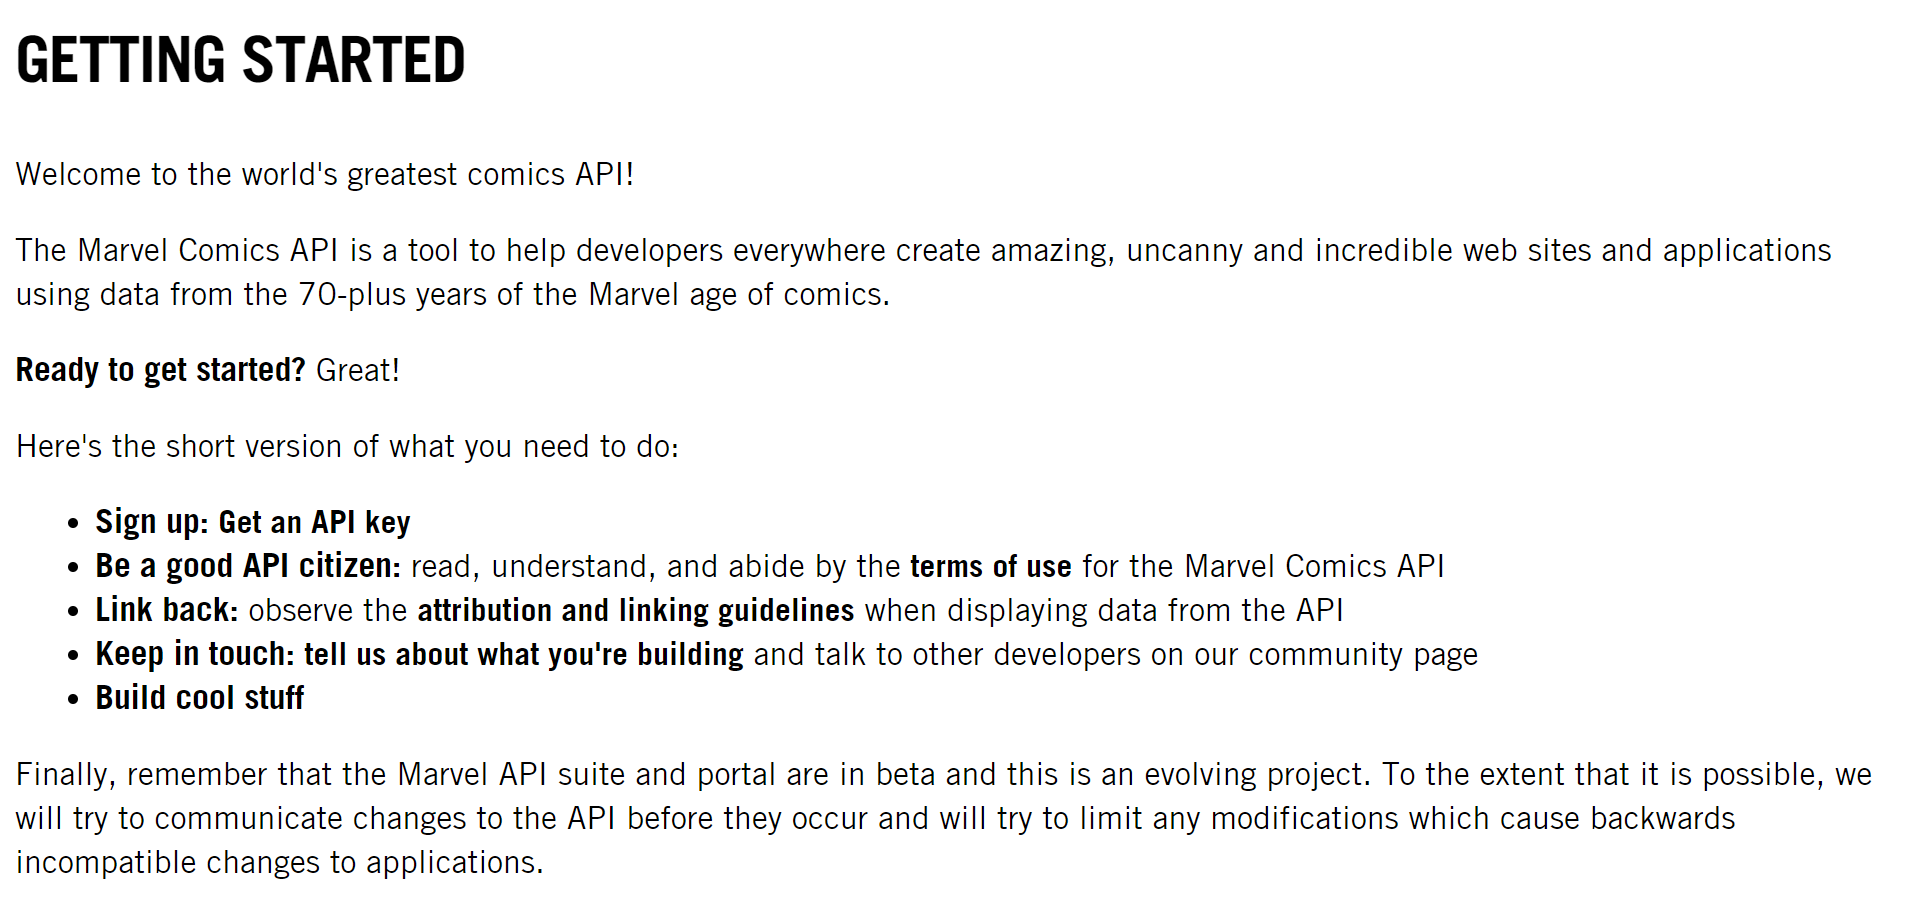 GETTING STARTED
Welcome to the world's greatest comics API!
The Marvel Comics API is a tool to help developers everywhere create amazing, uncanny and incredible web sites and applications
using data from the 70-plus years of the Marvel age of comics.
Ready to get started? Great!
Here's the short version of what you need to do:
• Sign up: Get an API key
• Be a good API citizen: read, understand, and abide by the terms of use for the Marvel Comics API
• Link back: observe the attribution and linking guidelines when displaying data from the API
• Keep in touch: tell us about what you're building and talk to other developers on our community page
• Build cool stuff
Finally, remember that the Marvel API suite and portal are in beta and this is an evolving project. To the extent that it is possible, we
will try to communicate changes to the API before they occur and will try to limit any modifications which cause backwards
incompatible changes to applications.